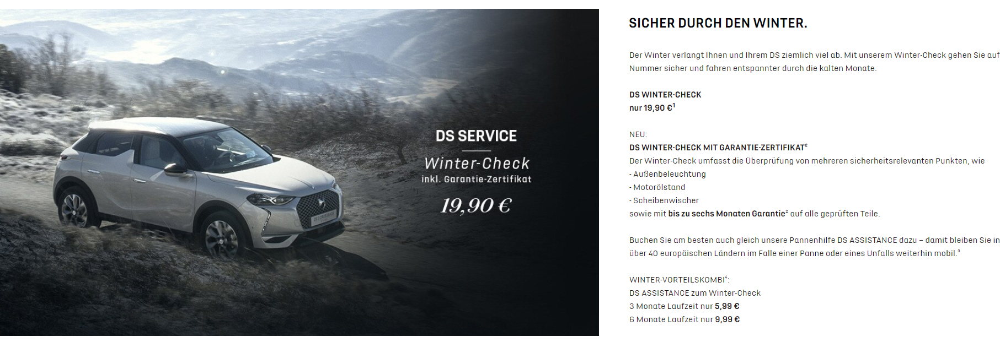 DS SERVICE
Winter-Check
inkl. Garantie-Zertifikat
19,90 €
SICHER DURCH DEN WINTER.
Der Winter verlangt Ihnen und Ihrem DS ziemlich viel ab. Mit unserem Winter-Check gehen Sie auf
Nummer sicher und fahren entspannter durch die kalten Monate.
DS WINTER-CHECK
nur 19,90 €¹
NEU:
DS WINTER-CHECK MIT GARANTIE-ZERTIFIKAT²
Der Winter-Check umfasst die Überprüfung von mehreren sicherheitsrelevanten Punkten, wie
- Außenbeleuchtung
- Motorölstand
- Scheibenwischer
sowie mit bis zu sechs Monaten Garantie² auf alle geprüften Teile.
Buchen Sie am besten auch gleich unsere Pannenhilfe DS ASSISTANCE dazu – damit bleiben Sie in
über 40 europäischen Ländern im Falle einer Panne oder eines Unfalls weiterhin mobil.³
WINTER-VORTEILSKOMBI⁴:
DS ASSISTANCE zum Winter-Check
3 Monate Laufzeit nur 5,99 €
6 Monate Laufzeit nur 9,99 €